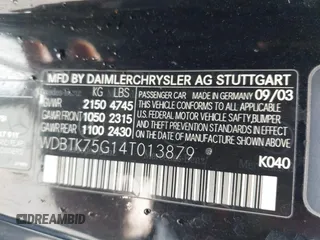 MFD BY DAIMLERCHRYSLER AG STUTTGART
KG LBS PASSENGER CAR MADE IN GERMANY 09/03
GVWR 2150 4745 THIS VEHICLE CONFORMS TO ALL APPLICABLE
GAWR FRONT 1050 2315 U.S. FEDERAL MOTOR VEHICLE SAFETY/BUMPER
GAWR REAR 1100 2430 AND THEFT PREVENTION STANDARDS IN EFFECT
ON THE DATE OF MANUFACTURE SHOWN ABOVE.
WDBTK75G14T013879 K040
DREAMBID